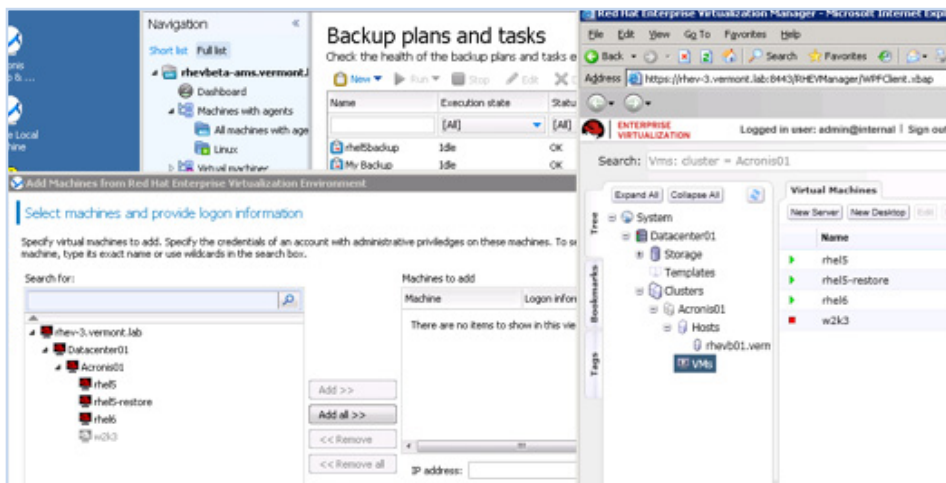 Navigation
Short list Full list
rhevbeta-ams.vermont.l
Dashboard
Machines with agents
All machines with age
Linux
Virtual machines
Backup plans and tasks
Check the health of the backup plans and tasks e
New Run Stop Edit
Name Execution state Statu
[All] [All]
rhel5backup Idle OK
My Backup Idle OK
Add Machines from Red Hat Enterprise Virtualization Environment
Select machines and provide logon information
Specify virtual machines to add. Specify the credentials of an account with administrative priviledges on these machines. To se
machine, type its exact name or use wildcards in the search box.
Search for:
rhev-3.vermont.lab
Datacenter01
Acronis01
rhel5
rhel5-restore
rhel6
w2k3
Add >>
Add all >>
<< Remove
<< Remove all
Machines to add
Machine Logon infor
There are no items to show in this vie
IP address:
Red Hat Enterprise Virtualization Manager - Microsoft Internet Expl
File Edit View Go To Favorites Help
Back Search Favorites
Address https://rhev-3.vermont.lab:8443/RHEVManager/WPFClient.xbap
ENTERPRISE
VIRTUALIZATION
Logged in user: admin@internal | Sign out
Search: Vms: cluster = Acronis01
Expand All Collapse All
Tree
Bookmarks
Tags
System
Datacenter01
Storage
Templates
Clusters
Acronis01
Hosts
rhevb01.vern
VMs
Virtual Machines
New Server New Desktop Edit
Name
rhel5
rhel5-restore
rhel6
w2k3